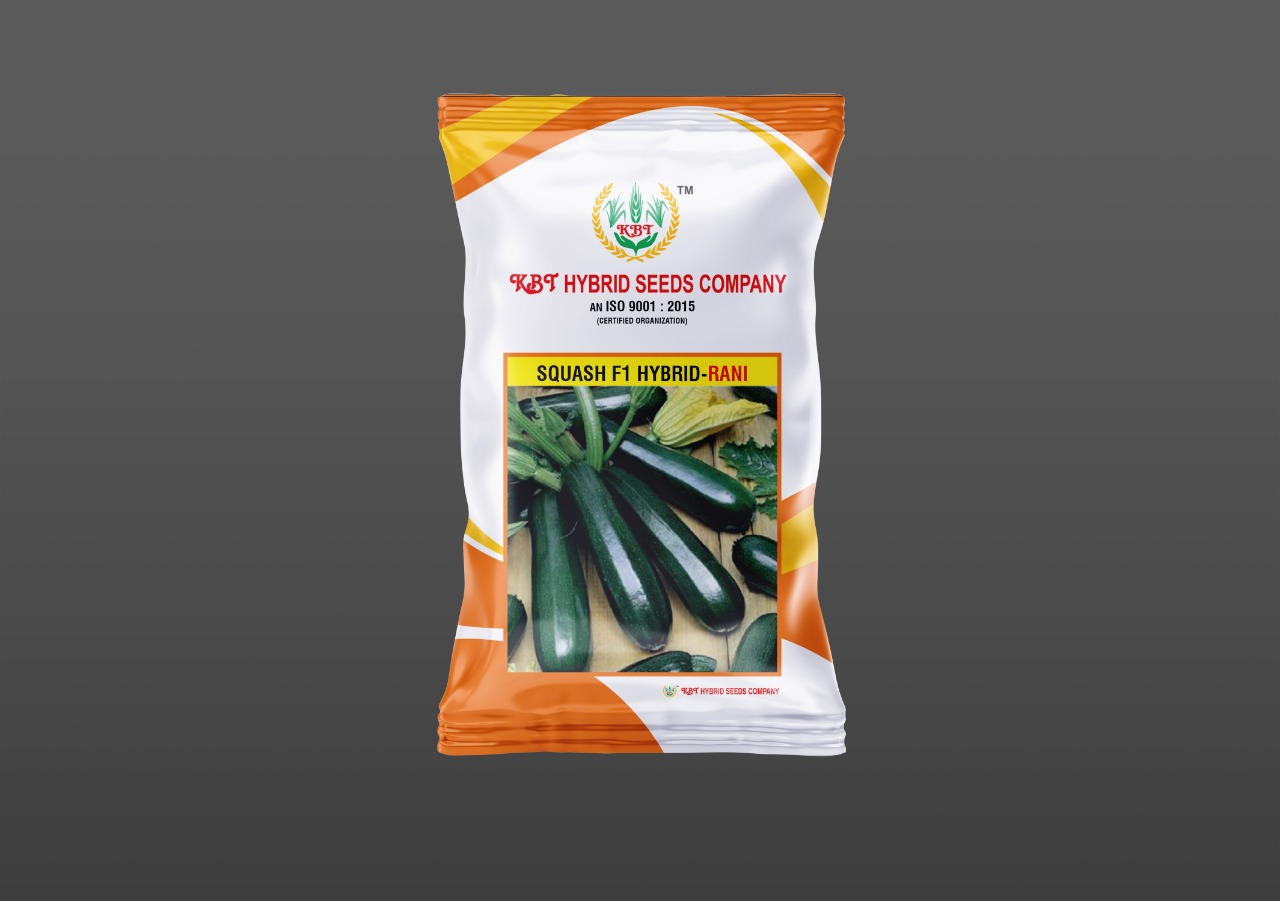 TM
KBT
KBT HYBRID SEEDS COMPANY
AN ISO 9001 : 2015
(CERTIFIED ORGANIZATION)
SQUASH F1 HYBRID-RANI
KBT HYBRID SEEDS COMPANY